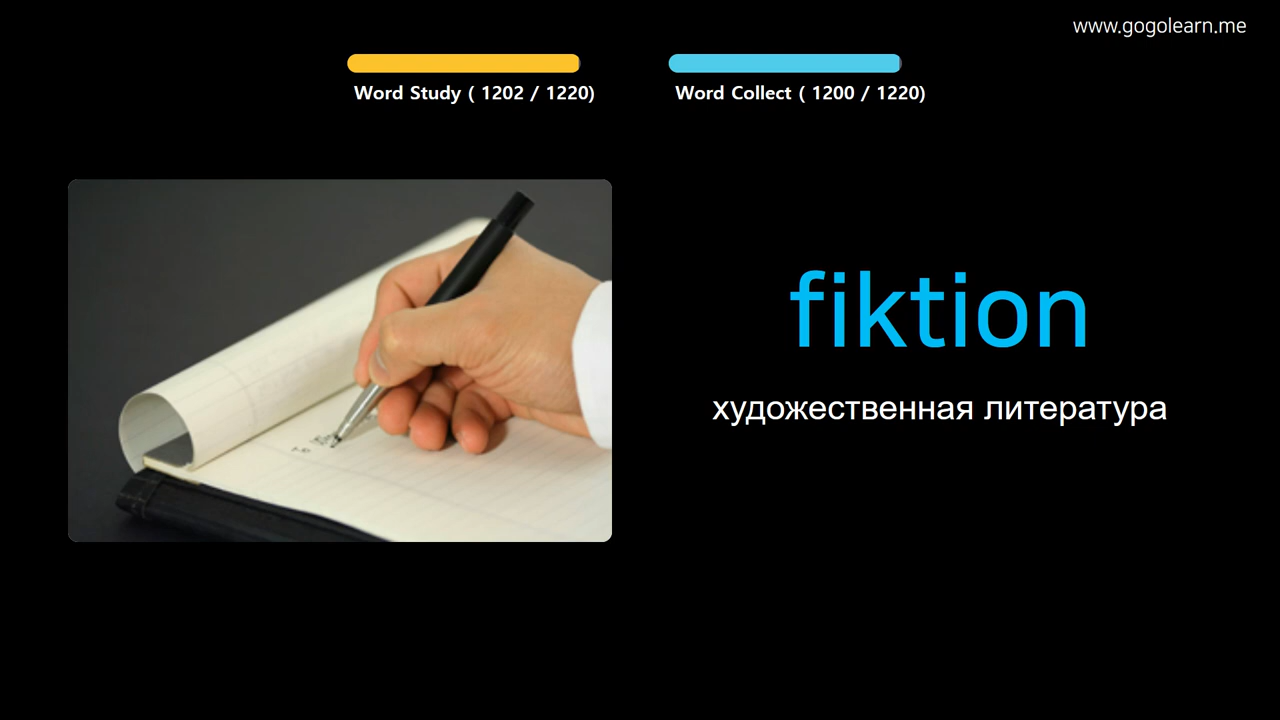 www.gogolearn.me
Word Study ( 1202 / 1220)
Word Collect ( 1200 / 1220)
fiktion
художественная литература